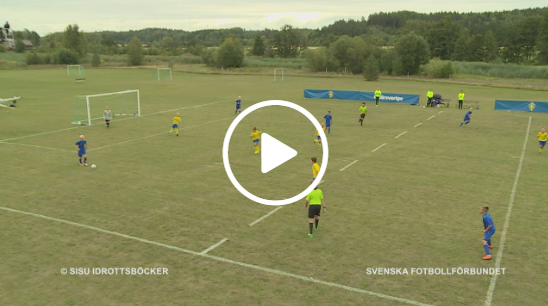 © SISU IDROTTSBÖCKER
SVENSKA FOTBOLLFÖRBUNDET